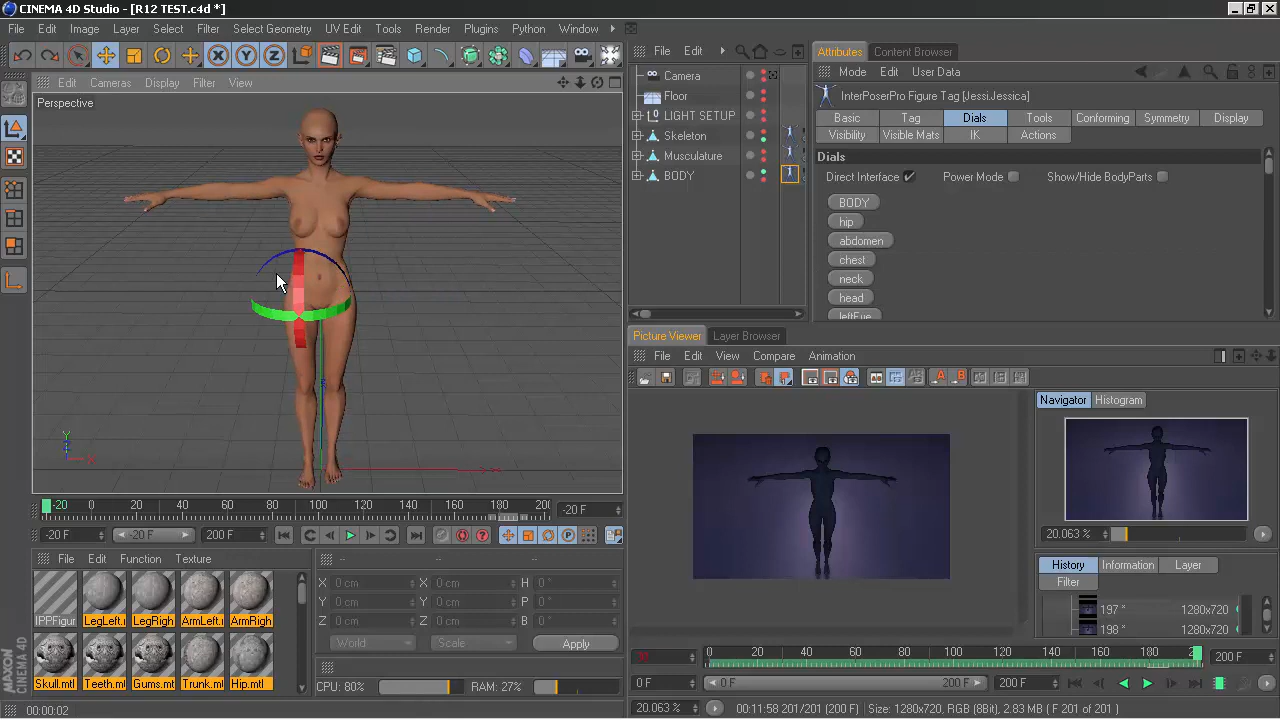 CINEMA 4D Studio - [R12 TEST.c4d *]
File Edit Image Layer Select Filter Select Geometry UV Edit Tools Render Plugins Python Window
File Edit
Edit Cameras Display Filter View
Perspective
Y
X
Camera
Floor
LIGHT SETUP
Skeleton
Musculature
BODY
Attributes Content Browser
Mode Edit User Data
InterPoserPro Figure Tag [Jessi.Jessica]
Basic Tag Dials Tools Conforming Symmetry Display
Visibility Visible Mats IK Actions
Dials
Direct Interface Power Mode Show/Hide BodyParts
BODY
hip
abdomen
chest
neck
head
leftEye
Picture Viewer Layer Browser
File Edit View Compare Animation
Navigator Histogram
20.063 %
History Information Layer
Filter
197 * 1280x720
198 * 1280x720
-20 0 20 40 60 80 100 120 140 160 180 200 -20 F
-20 F -20 F 200 F 200 F
File Edit Function Texture
IPPFigur LegLeft.r LegRigh ArmLeft.r ArmRigh
Skull.mtl Teeth.mt Gums.mt Trunk.mt Hip.mtl
-- -- --
X 0 cm X 0 cm H 0 °
Y 0 cm Y 0 cm P 0 °
Z 0 cm Z 0 cm B 0 °
World Scale Apply
CPU: 80% RAM: 27%
MAXON CINEMA 4D
00:00:02
0 20 40 60 80 100 120 140 160 180 200 F
0 F 0 F 200 F 200 F
20.063 % 00:11:58 201/201 (200 F) Size: 1280x720, RGB (8Bit), 2.83 MB, ( F 201 of 201 )